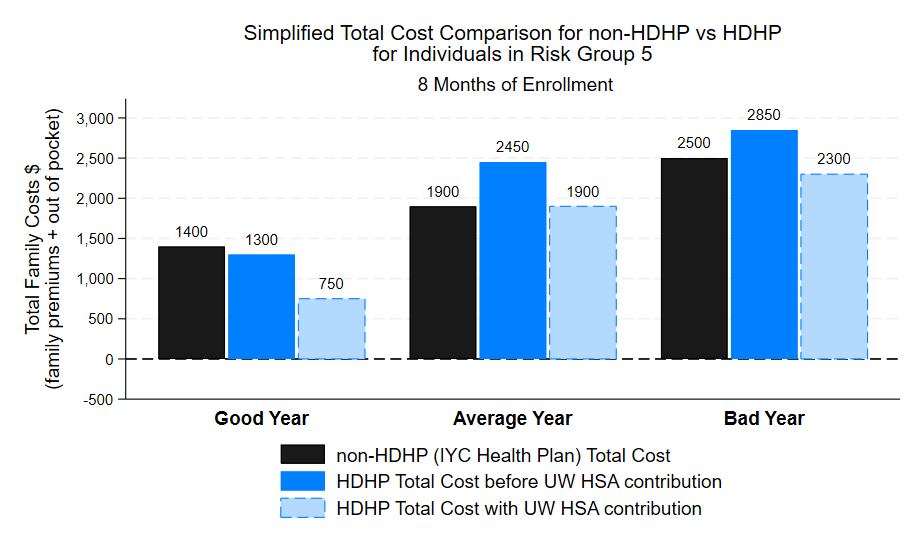 Simplified Total Cost Comparison for non-HDHP vs HDHP
for Individuals in Risk Group 5
8 Months of Enrollment
Total Family Costs $
(family premiums + out of pocket)
3,000
2,500
2,000
1,500
1,000
500
0
-500
1400
1300
750
1900
2450
1900
2500
2850
2300
Good Year
Average Year
Bad Year
non-HDHP (IYC Health Plan) Total Cost
HDHP Total Cost before UW HSA contribution
HDHP Total Cost with UW HSA contribution